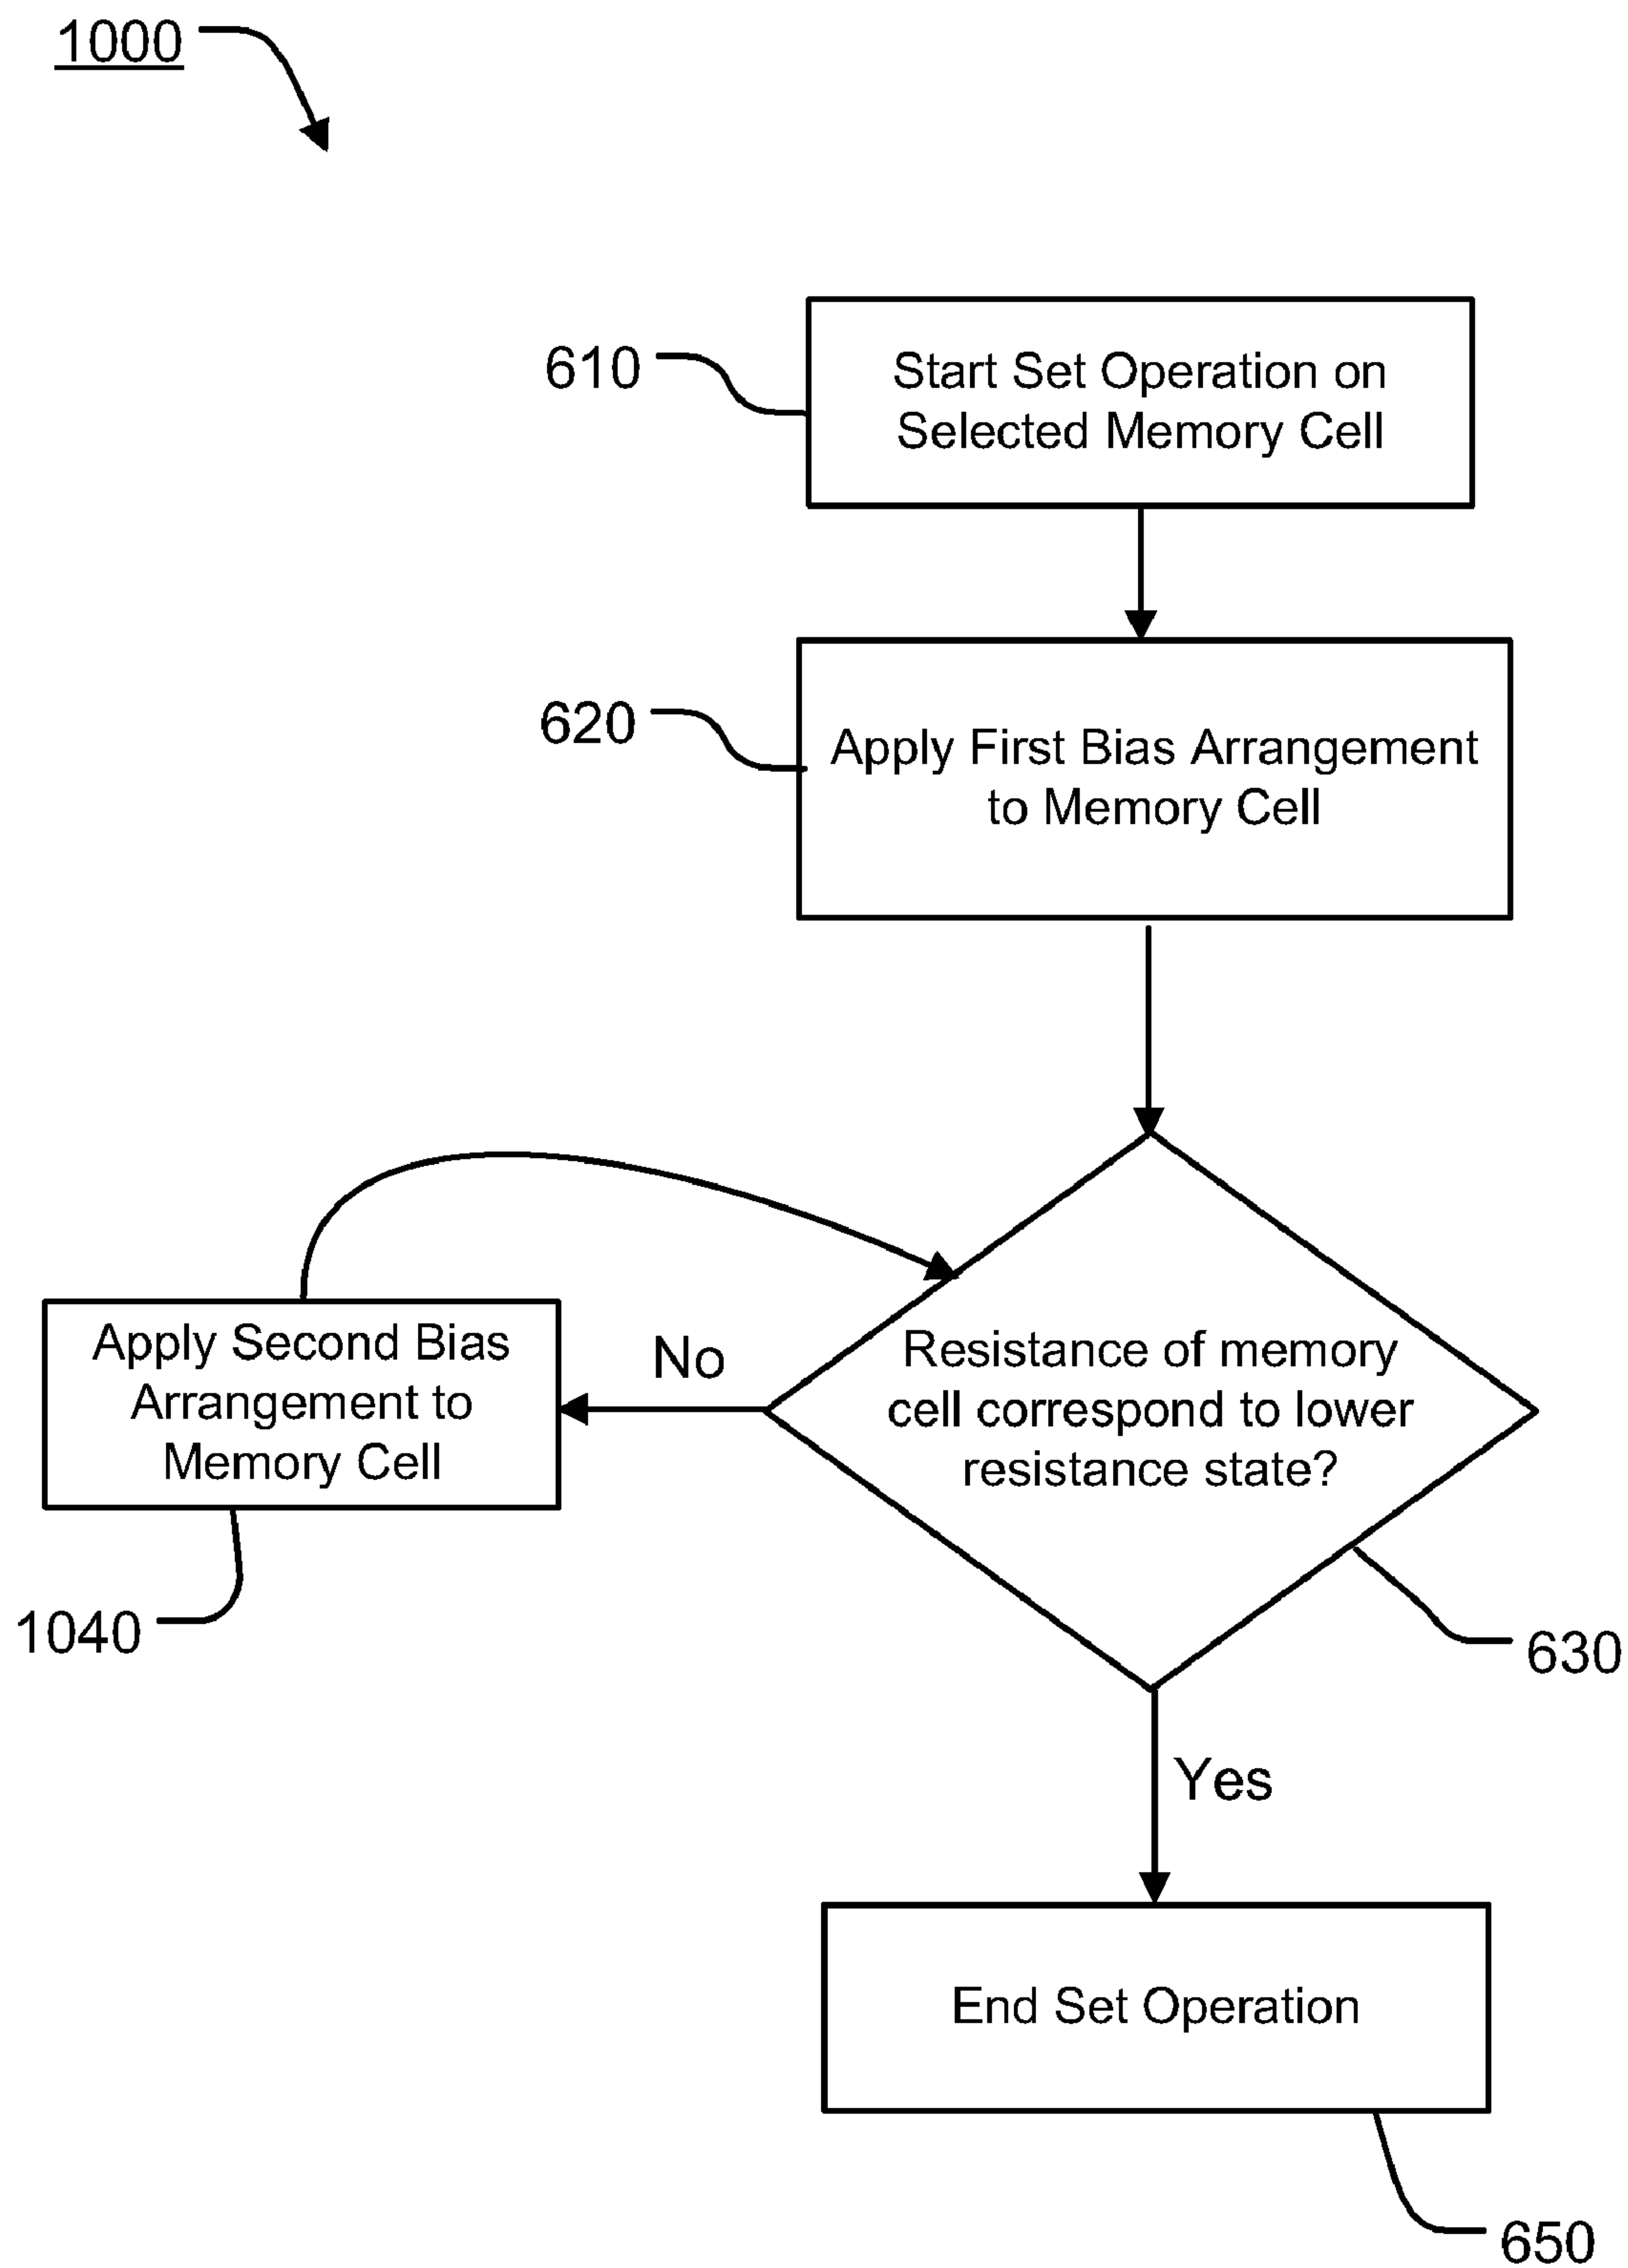 1000
610
Start Set Operation on
Selected Memory Cell
620
Apply First Bias Arrangement
to Memory Cell
Apply Second Bias
Arrangement to
Memory Cell
No
Resistance of memory
cell correspond to lower
resistance state?
1040
630
Yes
End Set Operation
650